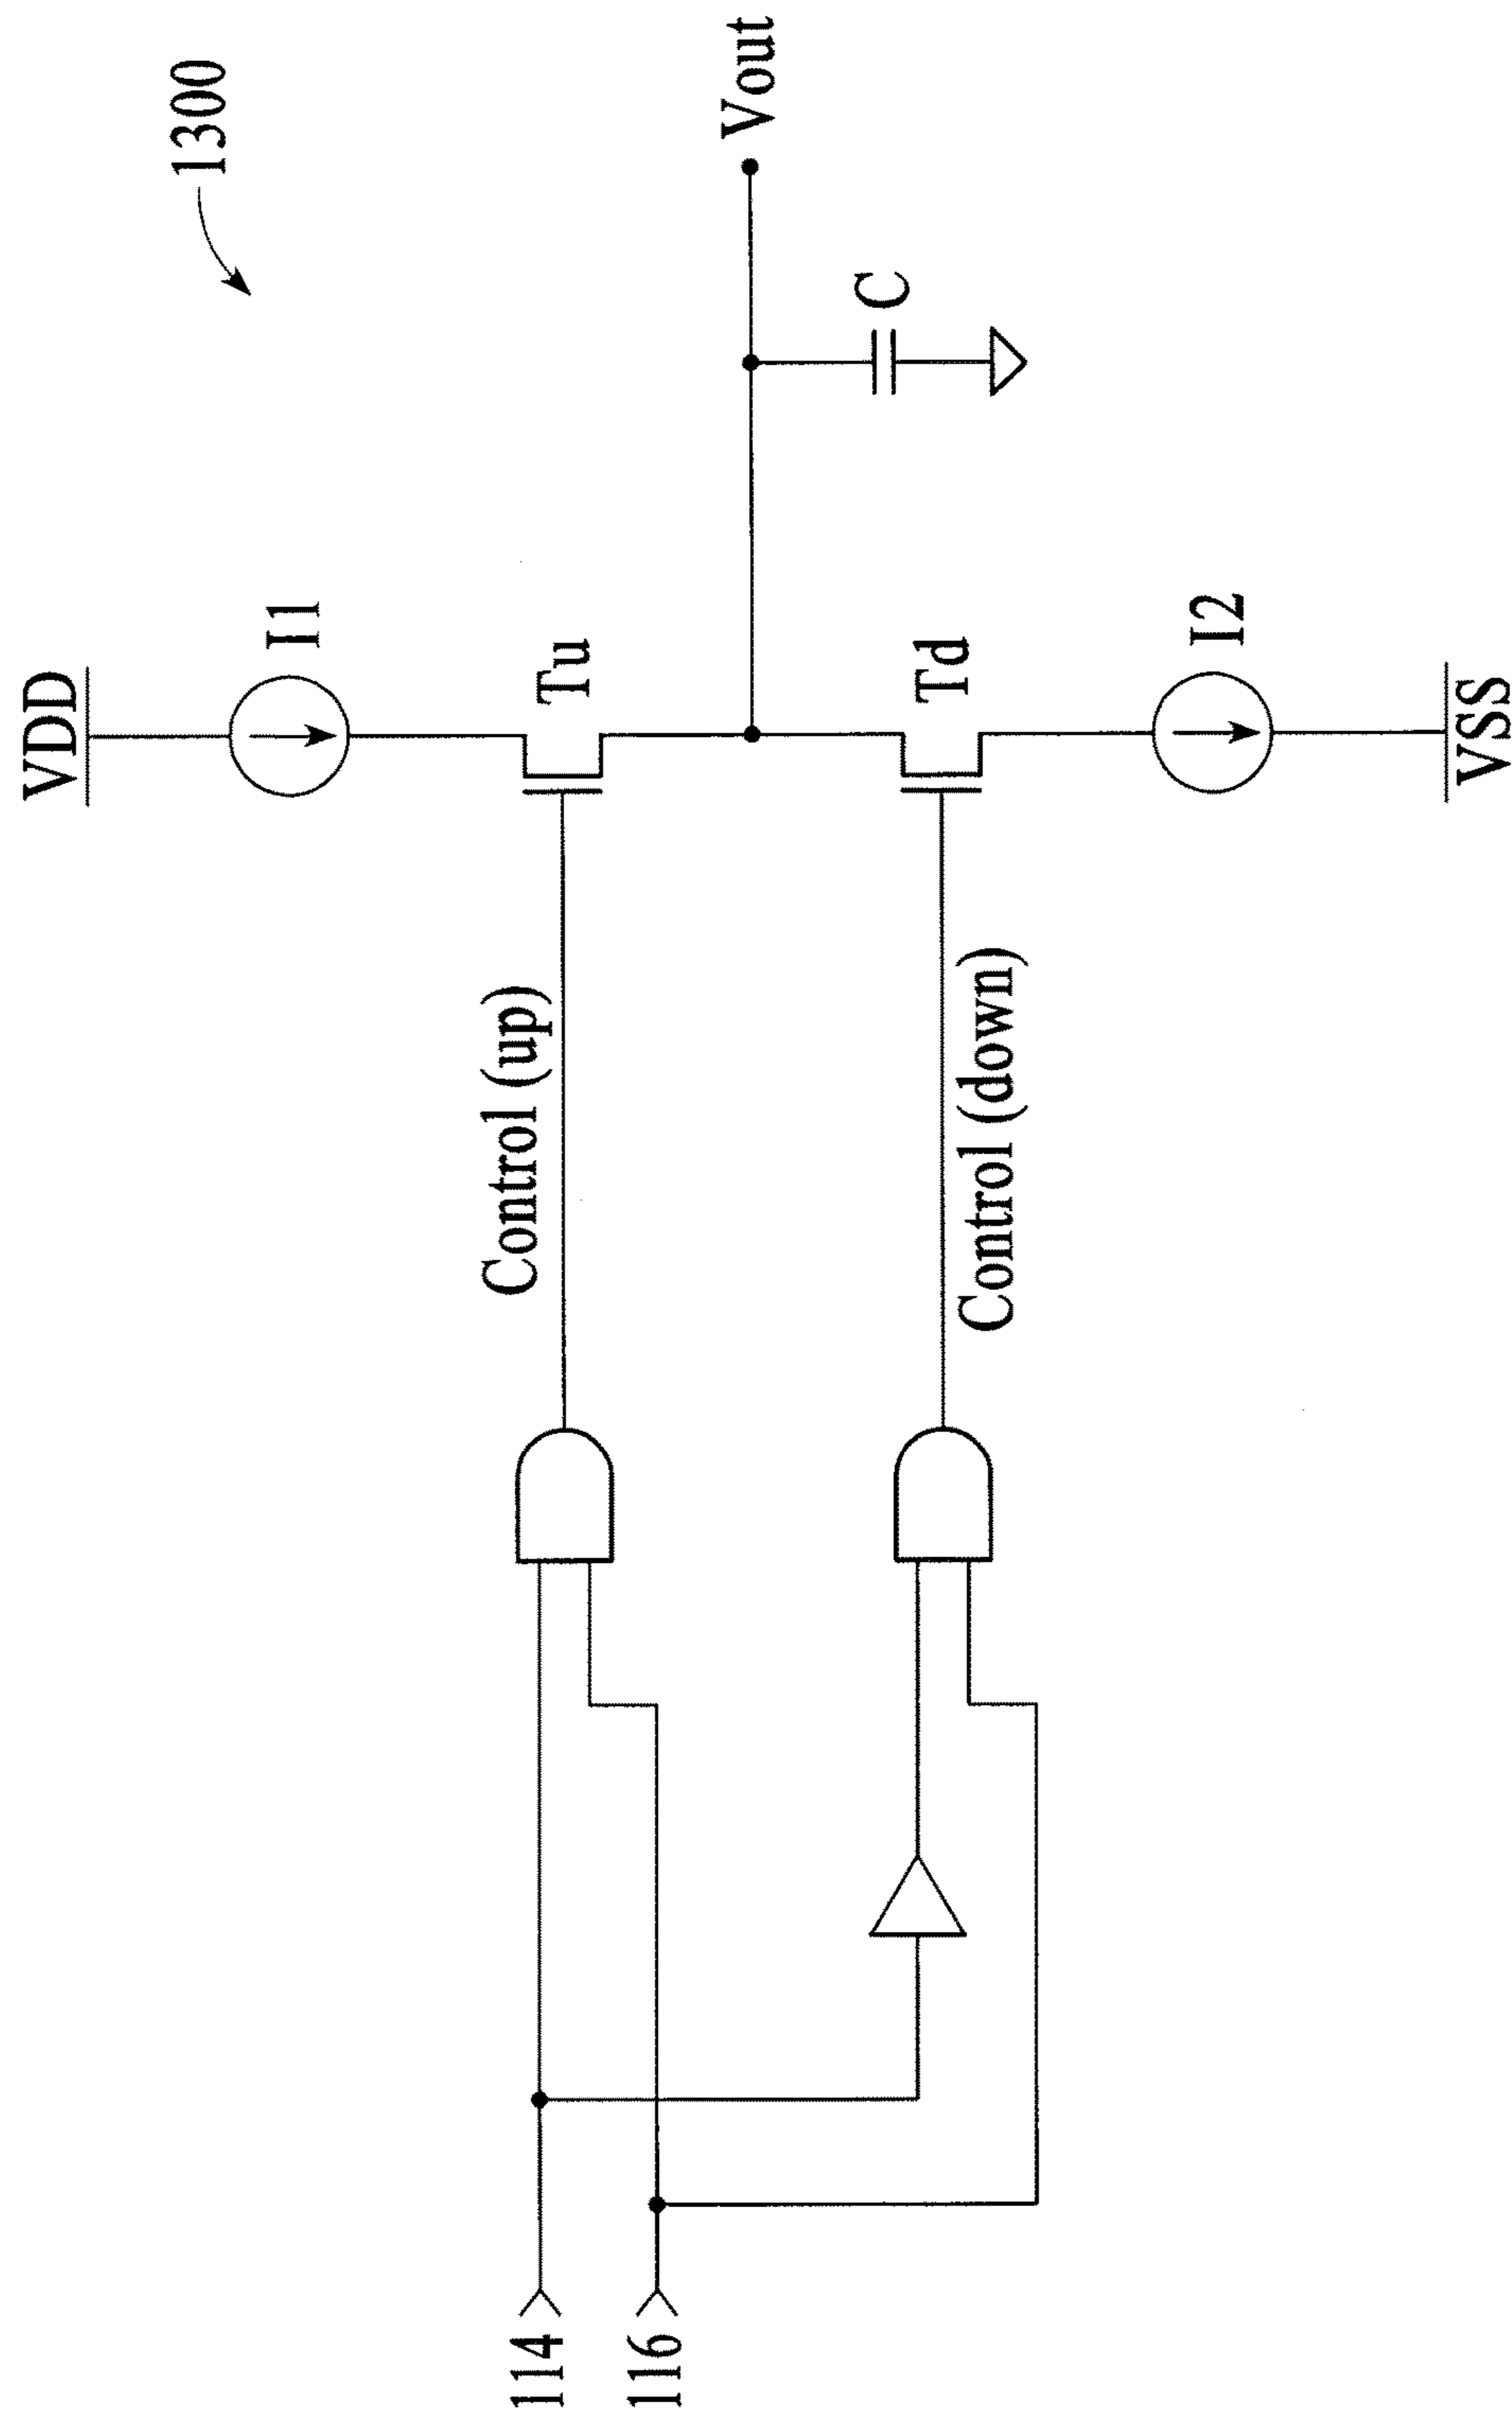 1300
VDD
I1
Tu
Control (up)
Vout
C
Td
Control (down)
I2
VSS
114
116